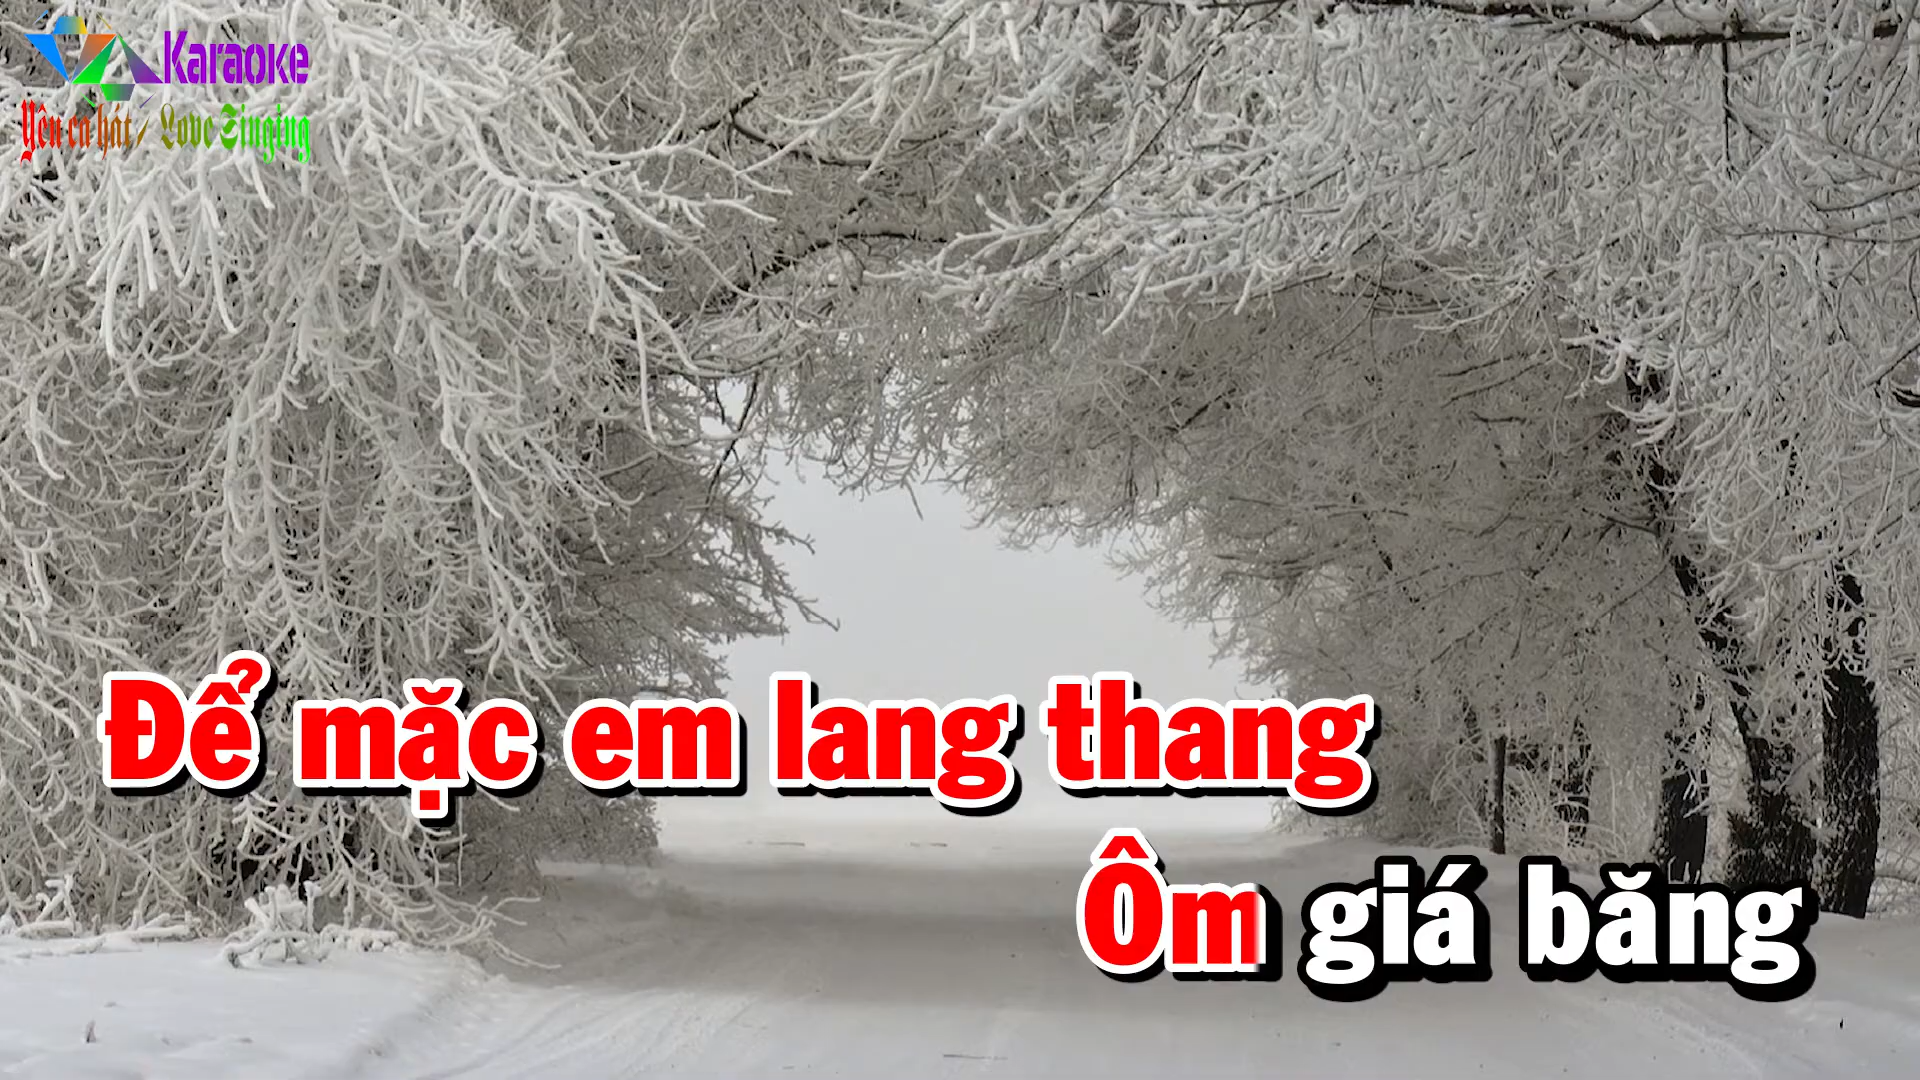 Karaoke
Yêu ca hát / Love Singing
Để mặc em lang thang
Ôm giá băng